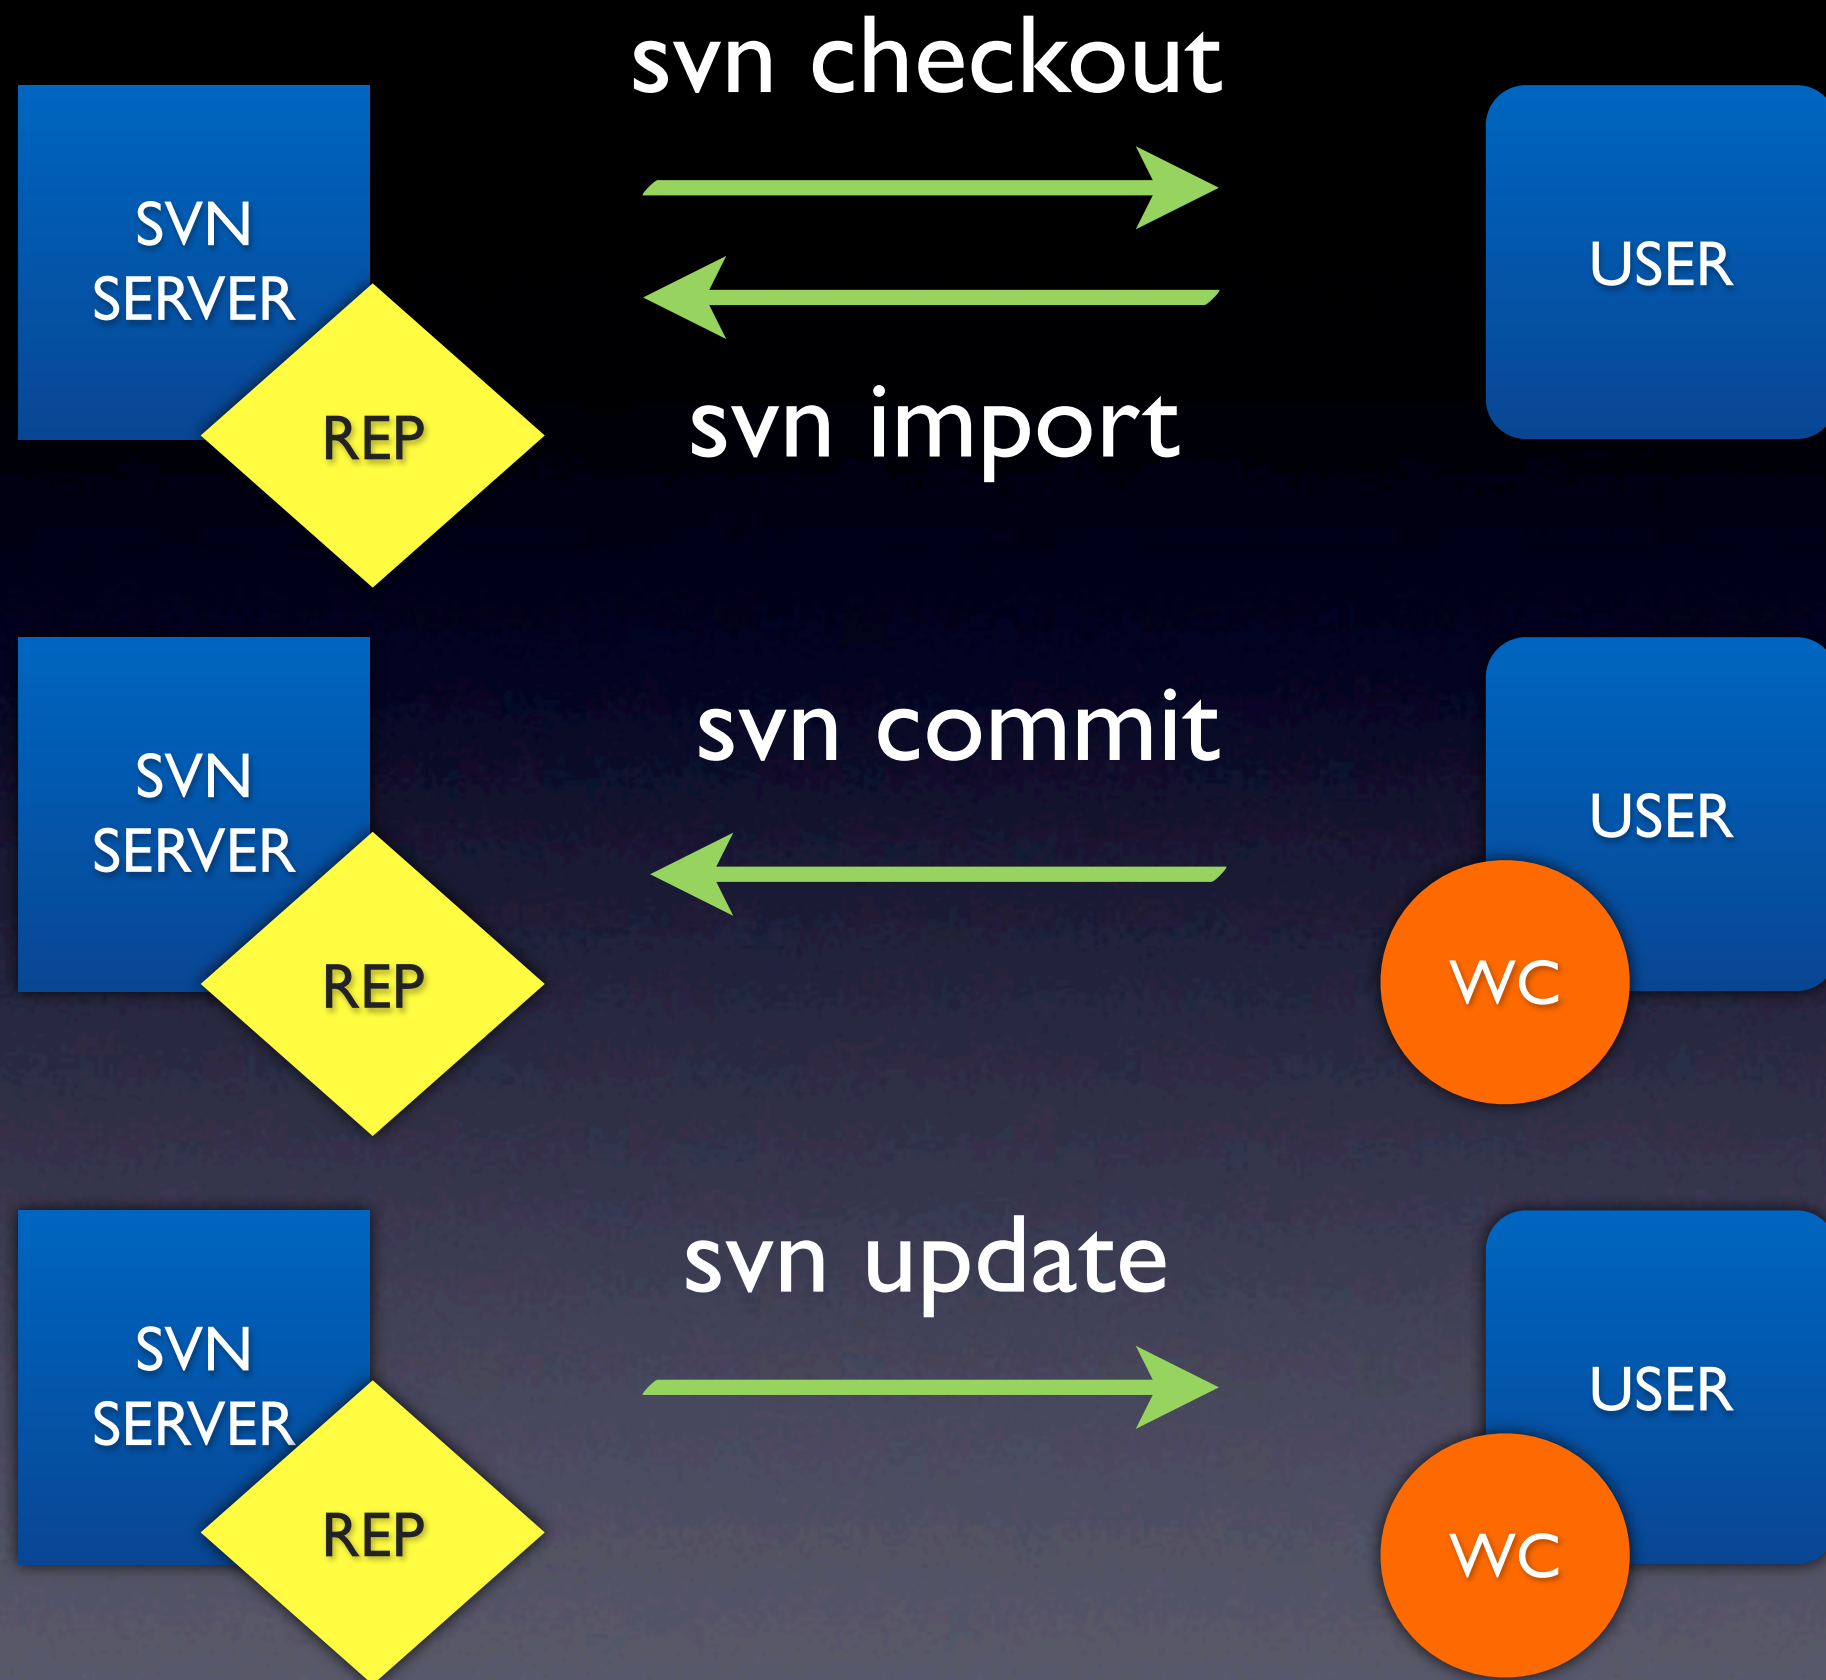 svn checkout
SVN
SERVER
REP
USER
svn import
svn commit
SVN
SERVER
REP
USER
WC
svn update
SVN
SERVER
REP
USER
WC